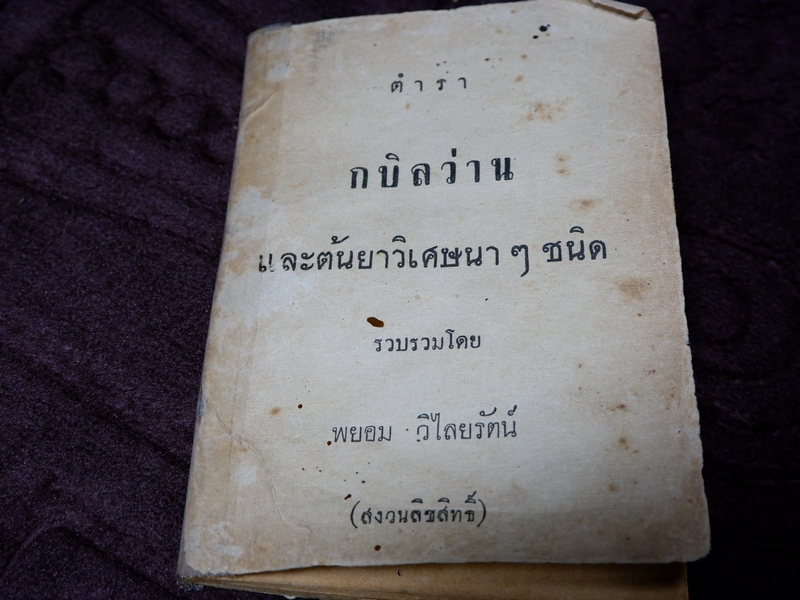 ตำรา
กบิลว่าน
และต้นยาวิเศษนา ๆ ชนิด
รวบรวมโดย
พยอม วิไลยรัตน์
(สงวนลิขสิทธิ์)